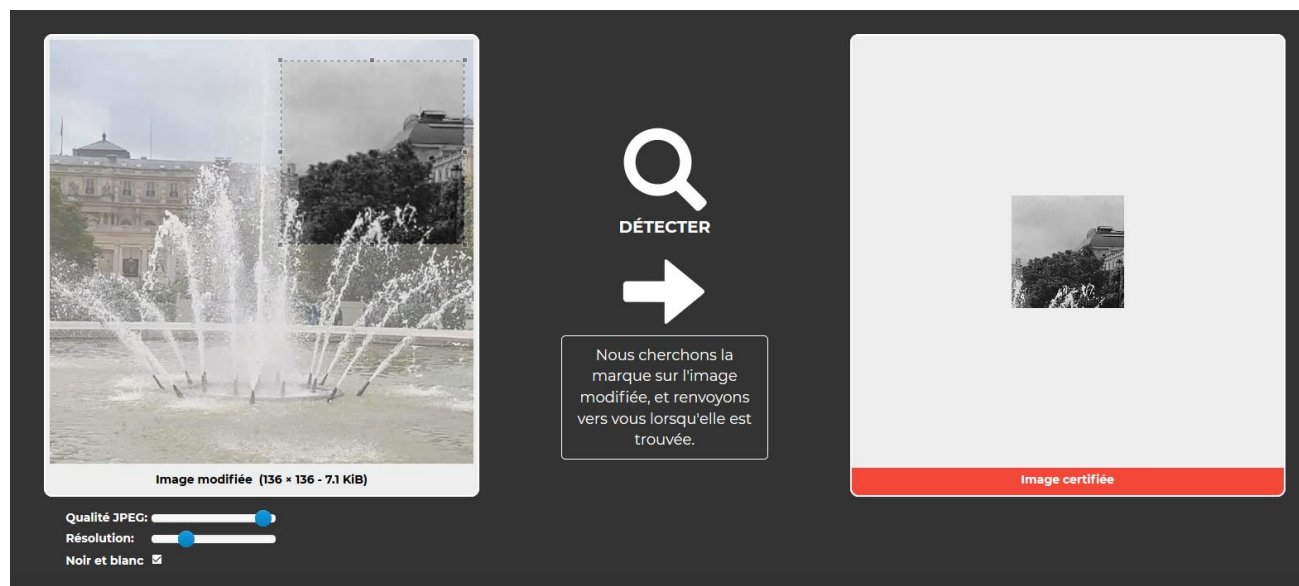 DÉTECTER
Nous cherchons la
marque sur l'image
modifiée, et renvoyons
vers vous lorsqu'elle est
trouvée.
Image modifiée (136 × 136 - 7.1 KiB)
Image certifiée
Qualité JPEG:
Résolution:
Noir et blanc